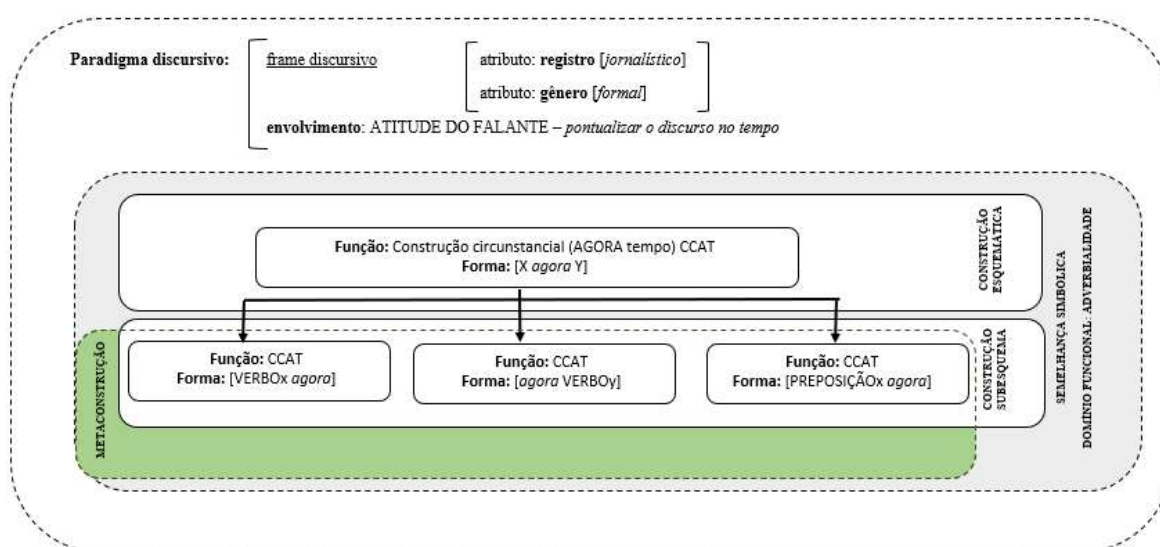 Paradigma discursivo:
frame discursivo
atributo: registro [jornalístico]
atributo: gênero [formal]
envolvimento: ATITUDE DO FALANTE – pontualizar o discurso no tempo
Função: Construção circunstancial (AGORA tempo) CCAT
Forma: [X agora Y]
CONSTRUÇÃO
ESQUEMÁTICA
Função: CCAT
Forma: [VERBOx agora]
Função: CCAT
Forma: [agora VERBOy]
Função: CCAT
Forma: [PREPOSIÇÃOx agora]
CONSTRUÇÃO
SUBESQUEMA
METACONSTRUÇÃO
SEMELHANÇA SIMBÓLICA
DOMÍNIO FUNCIONAL: ADVERBIALIDADE